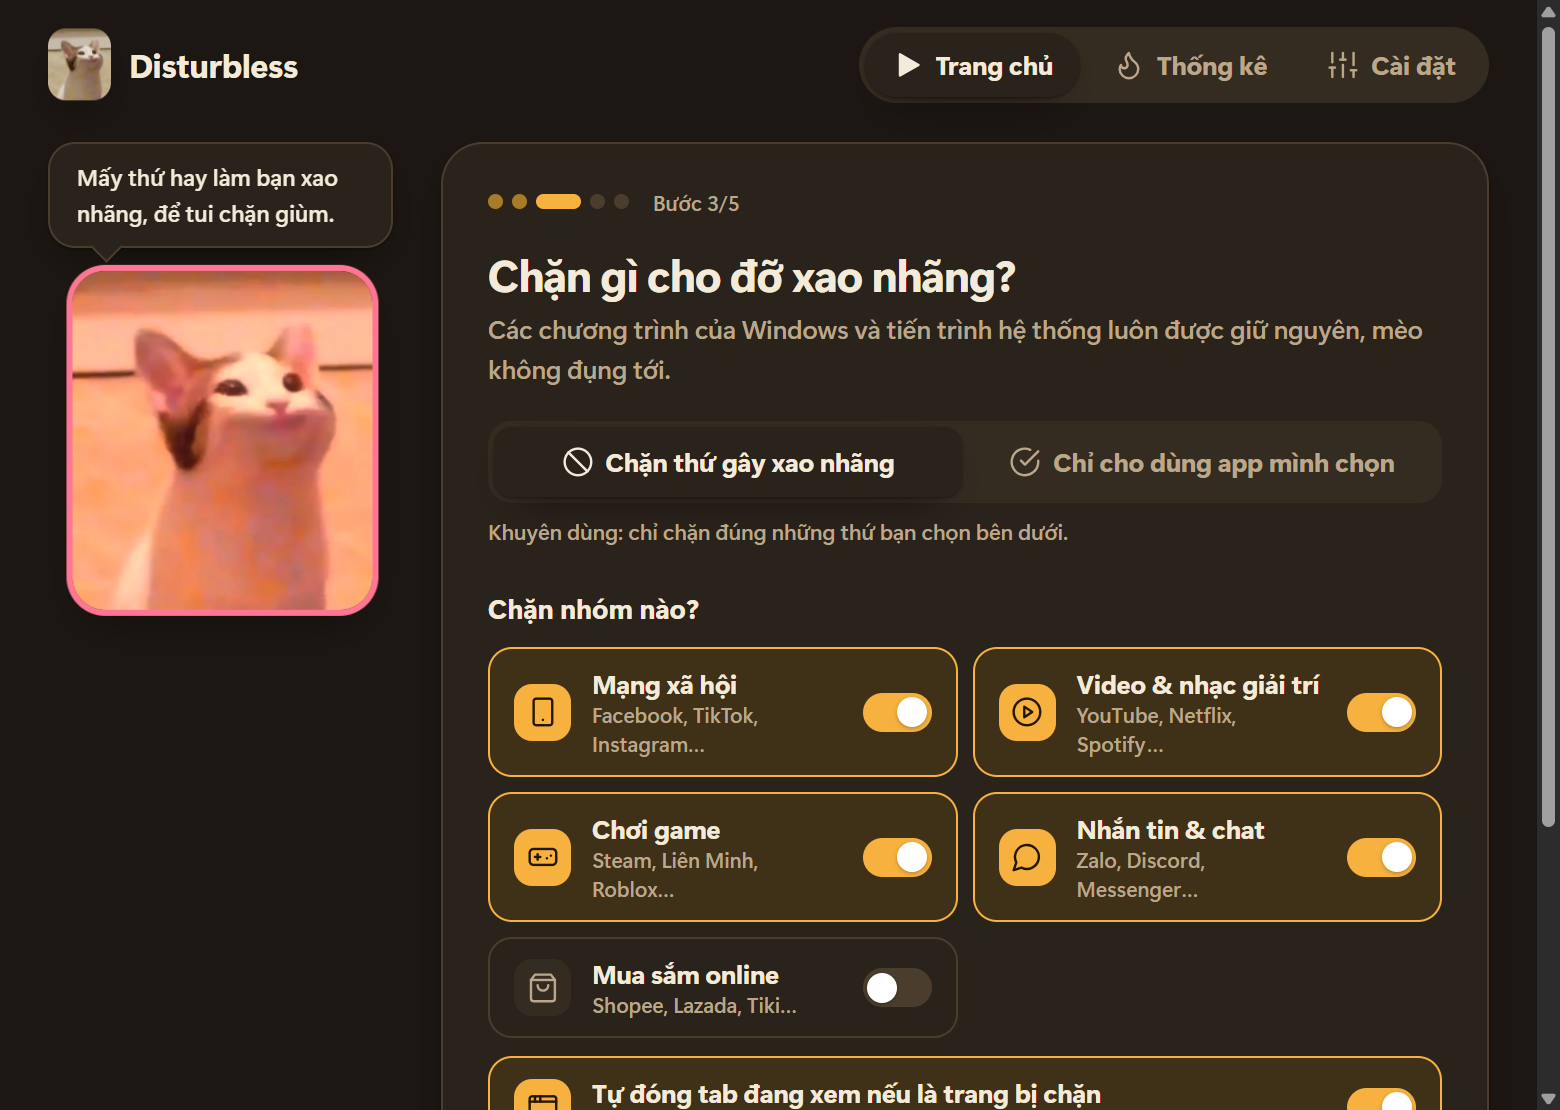 Disturbless
Trang chủ
Thống kê
Cài đặt
Mấy thứ hay làm bạn xao
nhãng, để tui chặn giùm.
Bước 3/5
Chặn gì cho đỡ xao nhãng?
Các chương trình của Windows và tiến trình hệ thống luôn được giữ nguyên, mèo
không đụng tới.
Chặn thứ gây xao nhãng
Chỉ cho dùng app mình chọn
Khuyên dùng: chỉ chặn đúng những thứ bạn chọn bên dưới.
Chặn nhóm nào?
Mạng xã hội
Facebook, TikTok,
Instagram...
Video & nhạc giải trí
YouTube, Netflix,
Spotify...
Chơi game
Steam, Liên Minh,
Roblox...
Nhắn tin & chat
Zalo, Discord,
Messenger...
Mua sắm online
Shopee, Lazada, Tiki...
Tự đóng tab đang xem nếu là trang bị chặn